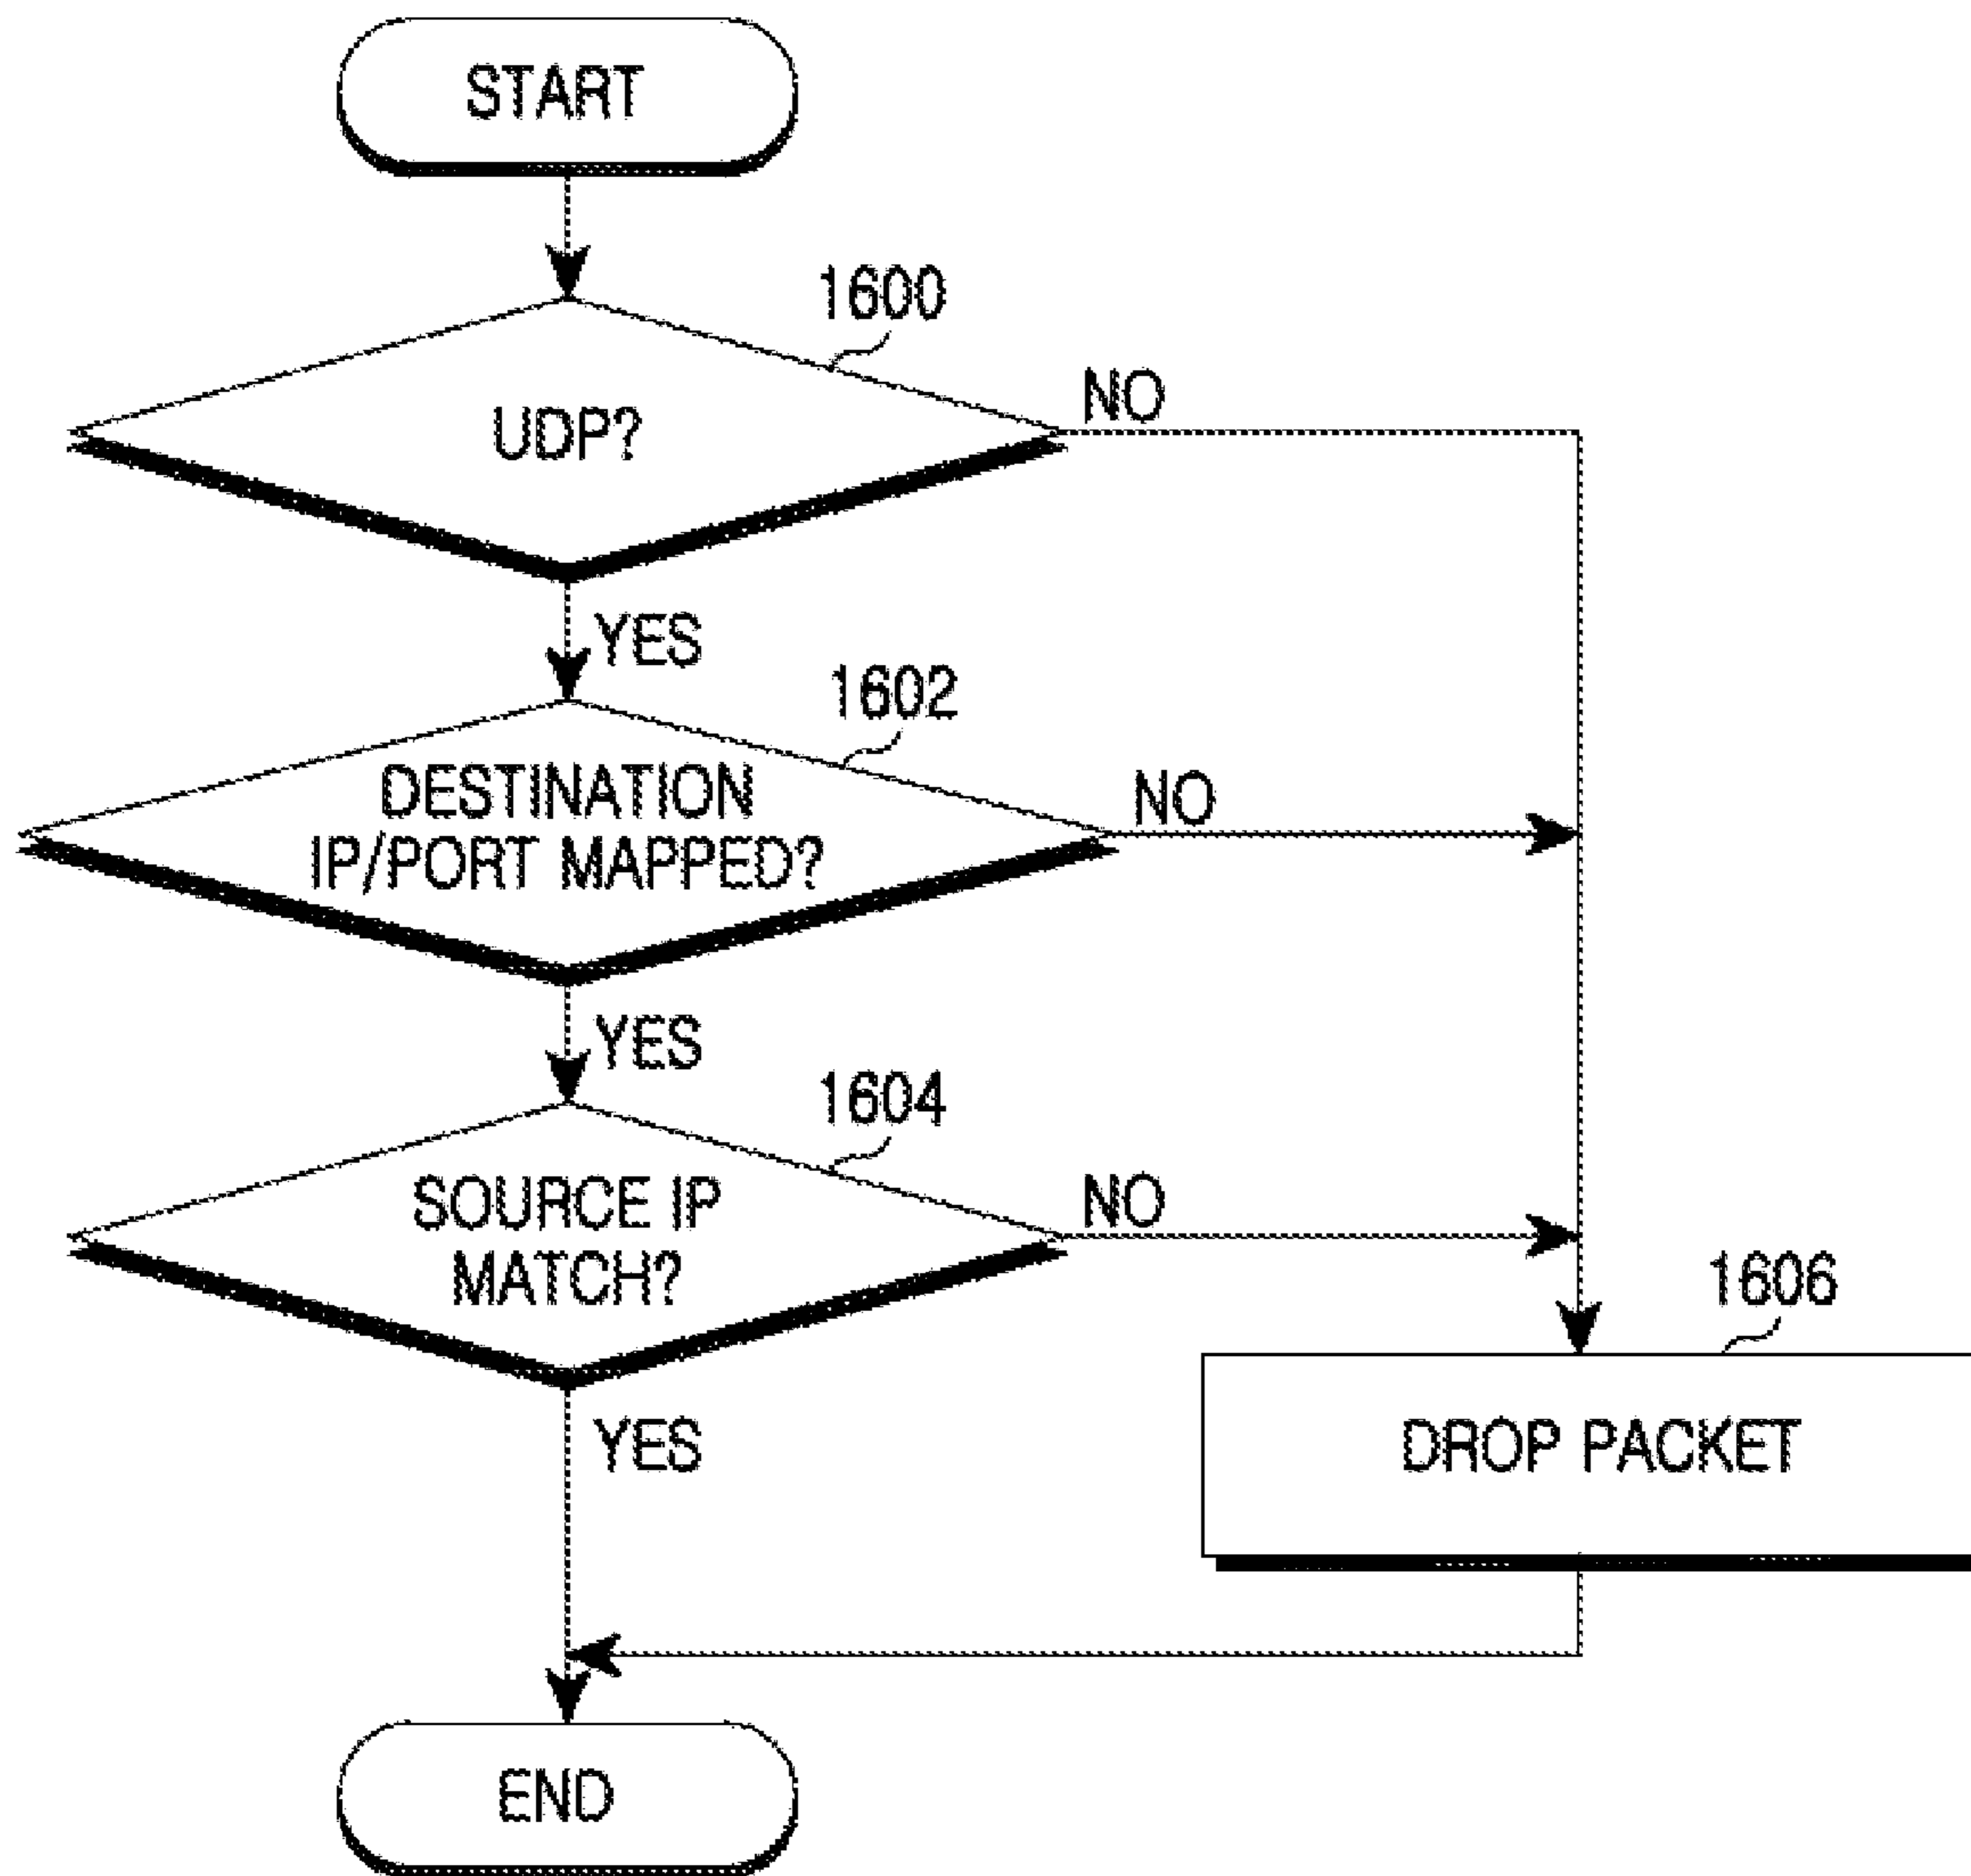 START
1600
UDP?
NO
YES
1602
DESTINATION
IP/PORT MAPPED?
NO
YES
1604
SOURCE IP
MATCH?
NO
YES
1606
DROP PACKET
END